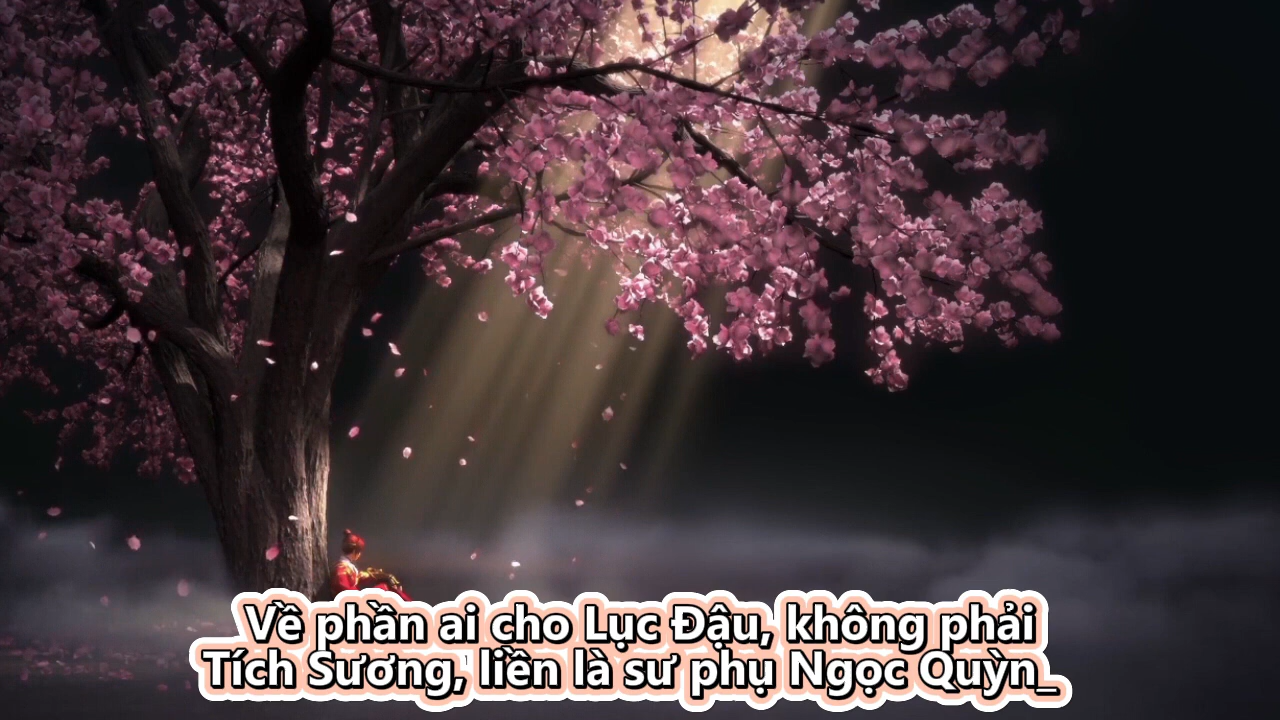 Về phần ai cho Lục Đậu, không phải
Tích Sương, liền là sư phụ Ngọc Quỳn_